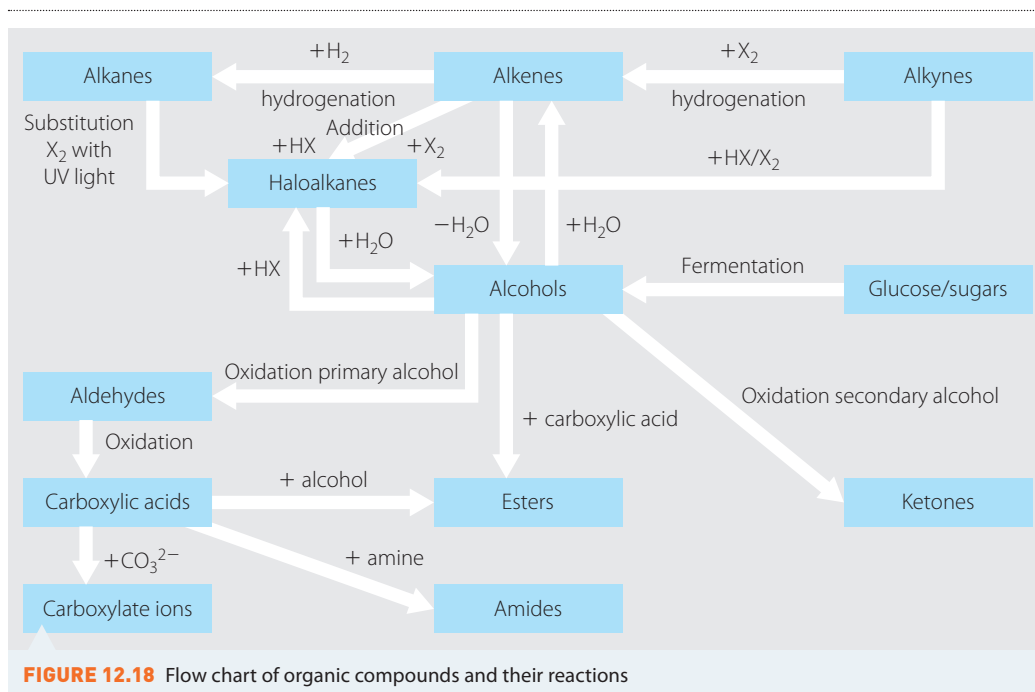 +H₂
+X₂
Alkanes
Alkenes
Alkynes
hydrogenation
hydrogenation
Substitution
X₂ with
UV light
Addition
+HX
+X₂
+HX/X₂
Haloalkanes
+H₂O
−H₂O
+H₂O
+HX
Fermentation
Alcohols
Glucose/sugars
Oxidation primary alcohol
Aldehydes
Oxidation secondary alcohol
+ carboxylic acid
Oxidation
+ alcohol
Carboxylic acids
Esters
Ketones
+CO₃²⁻
+ amine
Carboxylate ions
Amides
FIGURE 12.18 Flow chart of organic compounds and their reactions